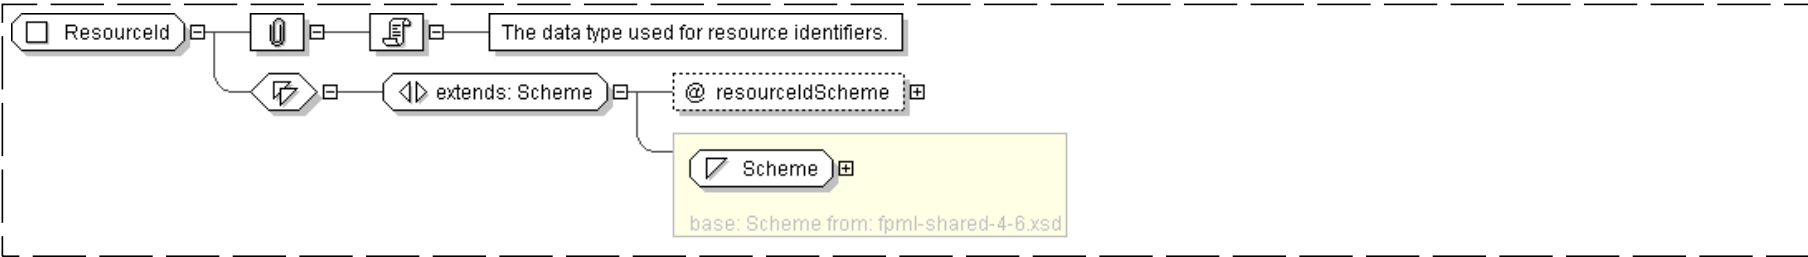 ResourceId
The data type used for resource identifiers.
extends: Scheme
@ resourceIdScheme
Scheme
base: Scheme from: fpml-shared-4-6.xsd